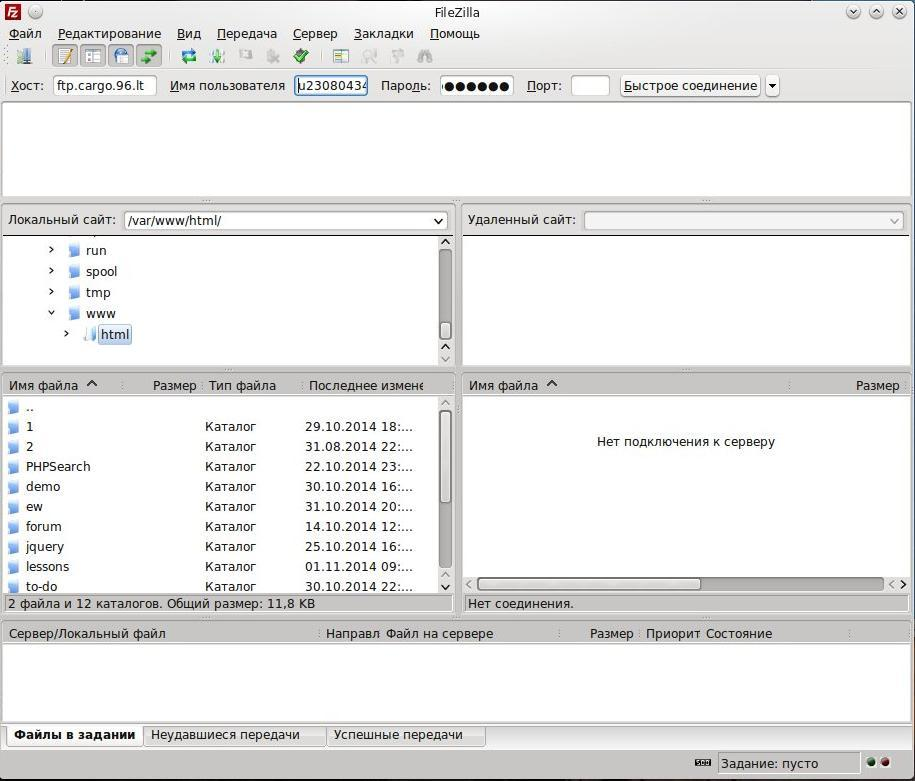 FileZilla
Файл Редактирование Вид Передача Сервер Закладки Помощь
Хост: ftp.cargo.96.lt Имя пользователя u23080434 Пароль: ●●●●●● Порт: Быстрое соединение
Локальный сайт: /var/www/html/
Удаленный сайт:
run
spool
tmp
www
html
Имя файла Размер Тип файла Последнее измене
..
1 Каталог 29.10.2014 18:...
2 Каталог 31.08.2014 22:...
PHPSearch Каталог 22.10.2014 23:...
demo Каталог 30.10.2014 16:...
ew Каталог 31.10.2014 20:...
forum Каталог 14.10.2014 12:...
jquery Каталог 25.10.2014 16:...
lessons Каталог 01.11.2014 09:...
to-do Каталог 30.10.2014 22:...
2 файла и 12 каталогов. Общий размер: 11,8 KB
Имя файла Размер
Нет подключения к серверу
Нет соединения.
Сервер/Локальный файл Направл Файл на сервере Размер Приорит Состояние
Файлы в задании Неудавшиеся передачи Успешные передачи
Задание: пусто